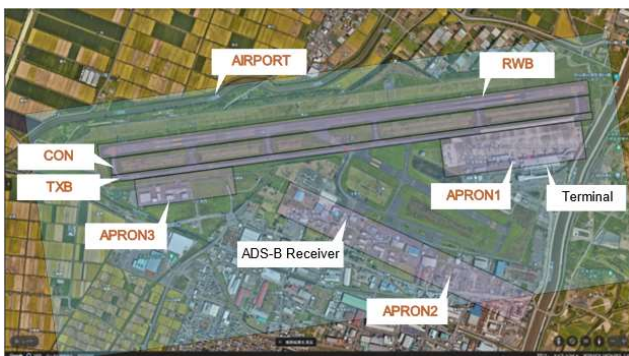 AIRPORT
RWB
CON
TXB
APRON1
Terminal
APRON3
ADS-B Receiver
APRON2